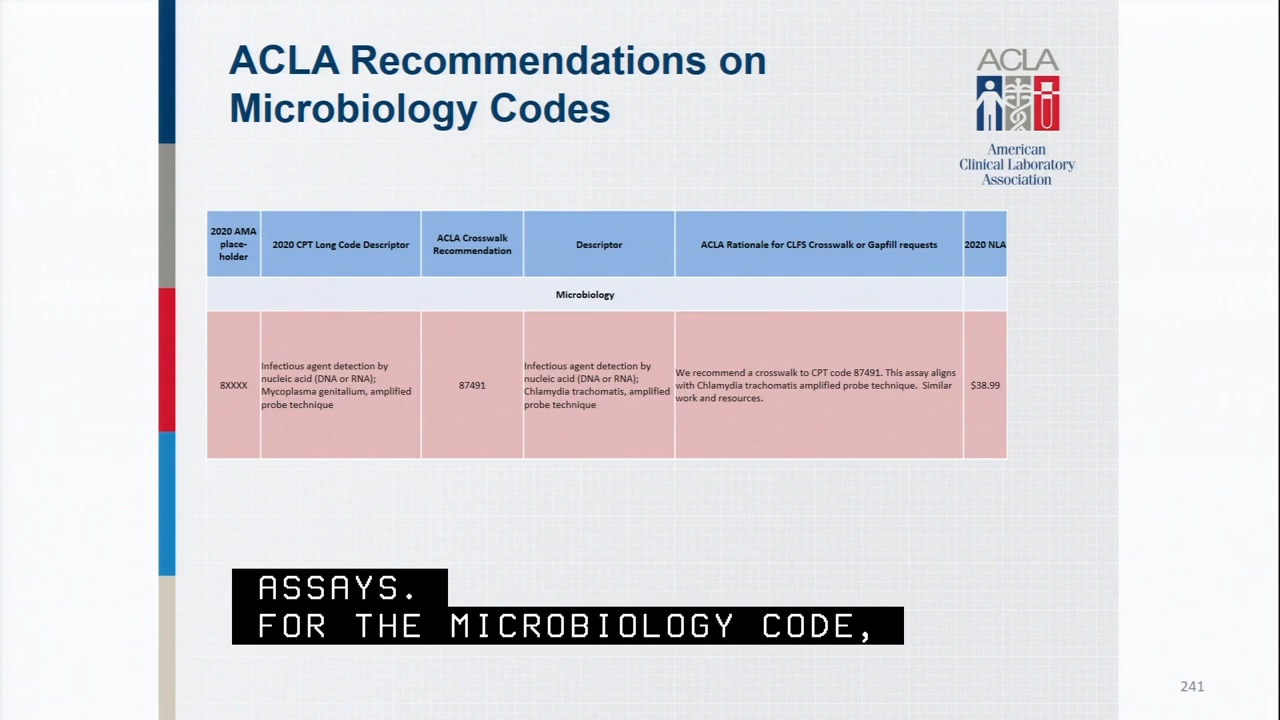 ACLA Recommendations on
Microbiology Codes
ACLA
American
Clinical Laboratory
Association
2020 AMA
place-
holder
2020 CPT Long Code Descriptor
ACLA Crosswalk
Recommendation
Descriptor
ACLA Rationale for CLFS Crosswalk or Gapfill requests
2020 NLA
Microbiology
8XXXX
Infectious agent detection by
nucleic acid (DNA or RNA);
Mycoplasma genitalium, amplified
probe technique
87491
Infectious agent detection by
nucleic acid (DNA or RNA);
Chlamydia trachomatis, amplified
probe technique
We recommend a crosswalk to CPT code 87491. This assay aligns
with Chlamydia trachomatis amplified probe technique. Similar
work and resources.
$38.99
ASSAYS.
FOR THE MICROBIOLOGY CODE,
241